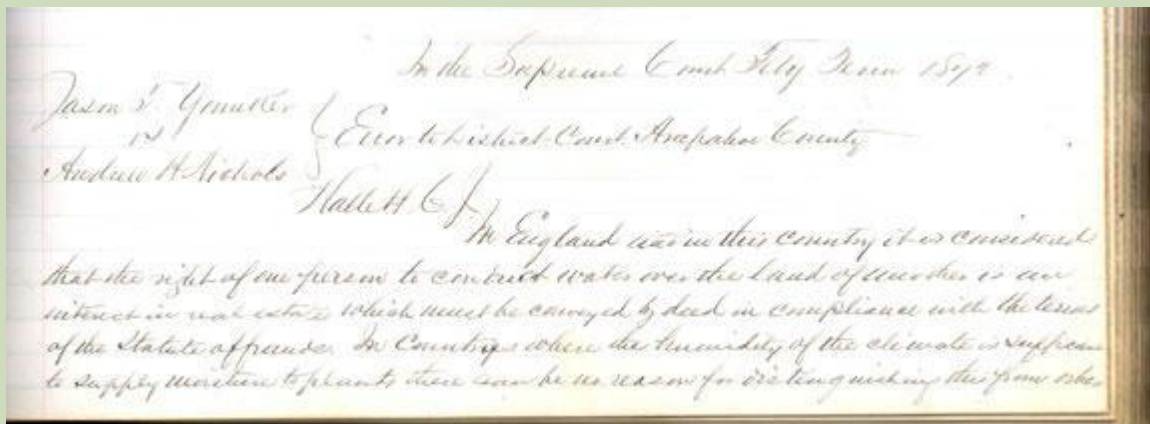 In the Supreme Court Feby Term 1872
Jason T. Younker
vs
Andrew H Nichols
Error to District Court Arapahoe County
Hallett C. J.
In England and in this country it is considered
that the right of one person to conduct water over the land of another is an
interest in real estate which must be conveyed by deed in compliance with the terms
of the Statute of frauds. In Countrys where the humidity of the climate is
to supply moisture to plants there can be no reason for distinguishing this from